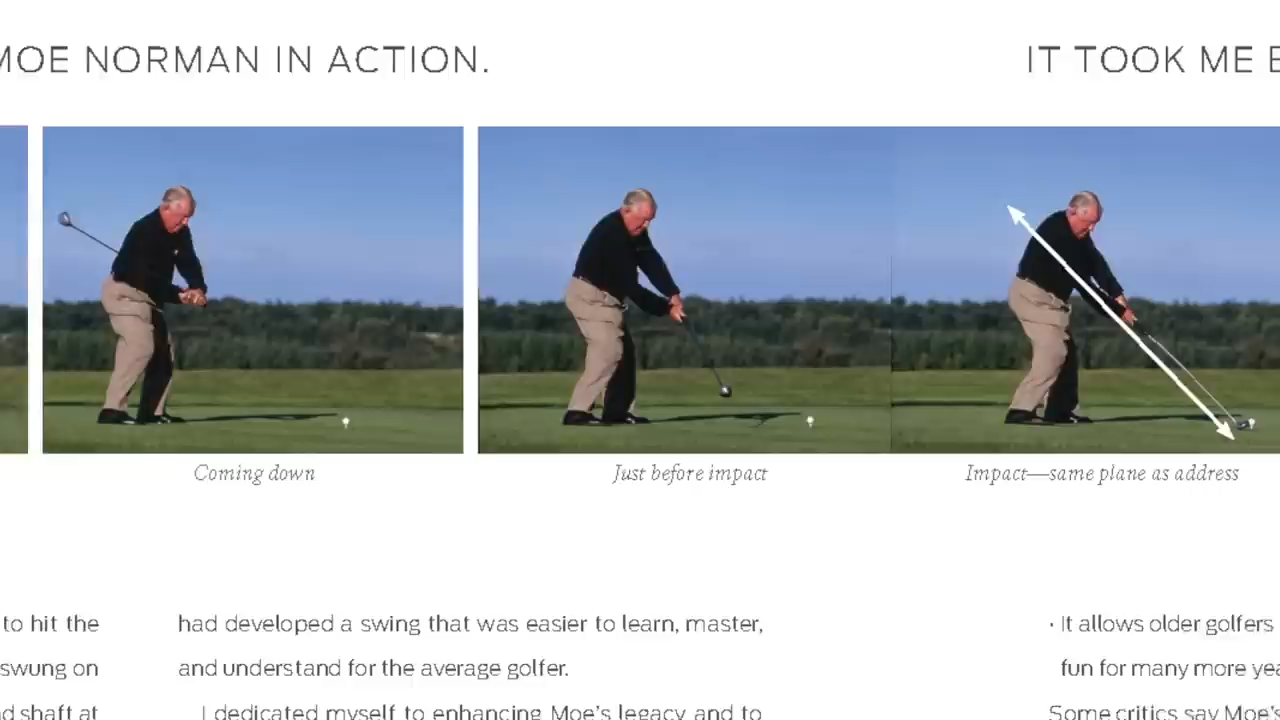 MOE NORMAN IN ACTION.
IT TOOK ME
Coming down
Just before impact
Impact—same plane as address
to hit the
swung on
shaft at
had developed a swing that was easier to learn, master,
and understand for the average golfer.
I dedicated myself to enhancing Moe's legacy and to
· It allows older golfers
fun for many more
Some critics say Moe's